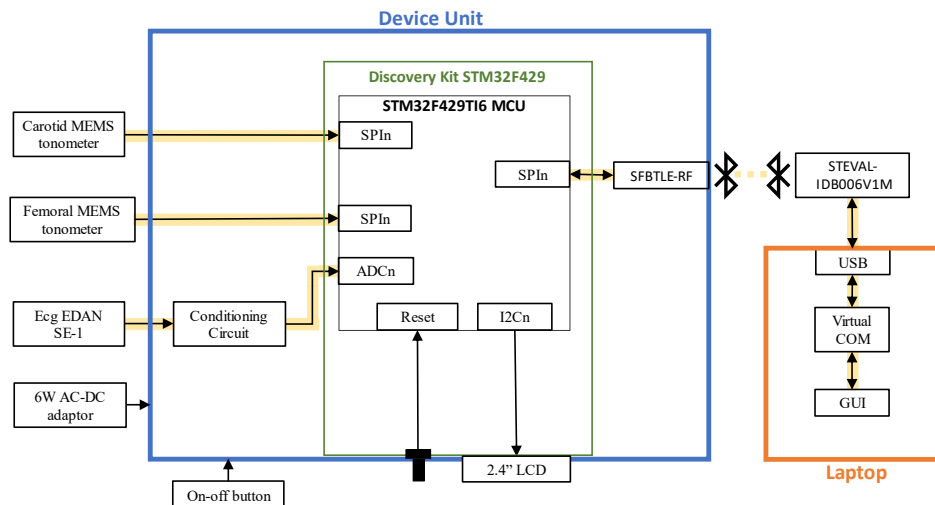 Device Unit
Discovery Kit STM32F429
STM32F429TI6 MCU
Carotid MEMS
tonometer
SPIn
SPIn
SFBTLE-RF
STEVAL-
IDB006V1M
Femoral MEMS
tonometer
SPIn
ADCn
USB
Ecg EDAN
SE-1
Conditioning
Circuit
Reset
I2Cn
Virtual
COM
6W AC-DC
adaptor
GUI
2.4” LCD
Laptop
On-off button